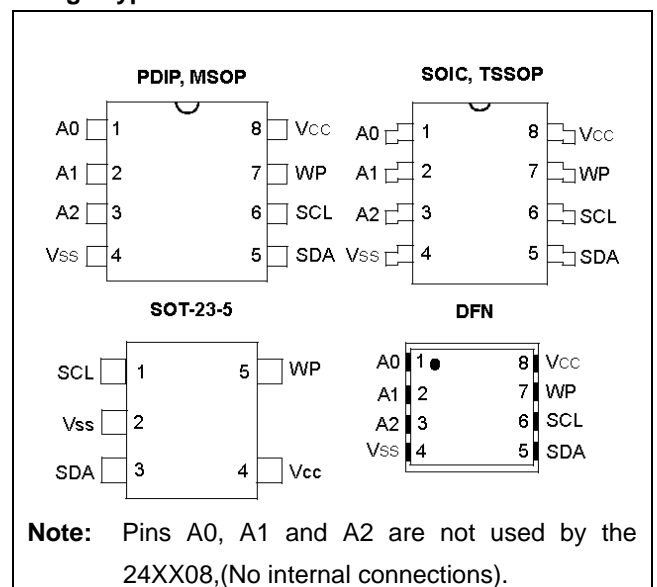 PDIP, MSOP
A0 1 8 Vcc
A1 2 7 WP
A2 3 6 SCL
Vss 4 5 SDA
SOIC, TSSOP
A0 1 8 Vcc
A1 2 7 WP
A2 3 6 SCL
Vss 4 5 SDA
SOT-23-5
SCL 1 5 WP
Vss 2
SDA 3 4 Vcc
DFN
A0 1 8 Vcc
A1 2 7 WP
A2 3 6 SCL
Vss 4 5 SDA
Note: Pins A0, A1 and A2 are not used by the
24XX08,(No internal connections).